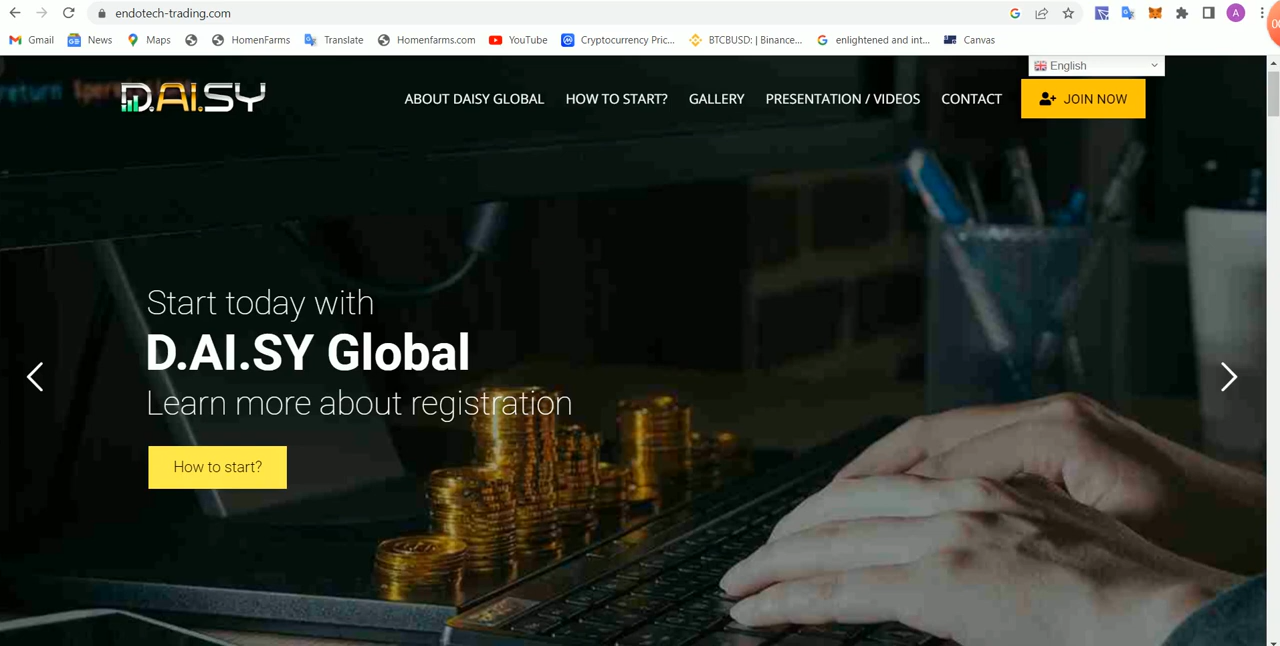 endotech-trading.com
A
Gmail
News
Maps
HomenFarms
Translate
Homenfarms.com
YouTube
Cryptocurrency Pric...
BTCBUSD: | Binance...
enlightened and int...
Canvas
English
return
D.AI.SY
ABOUT DAISY GLOBAL
HOW TO START?
GALLERY
PRESENTATION / VIDEOS
CONTACT
JOIN NOW
Start today with
D.AI.SY Global
Learn more about registration
How to start?